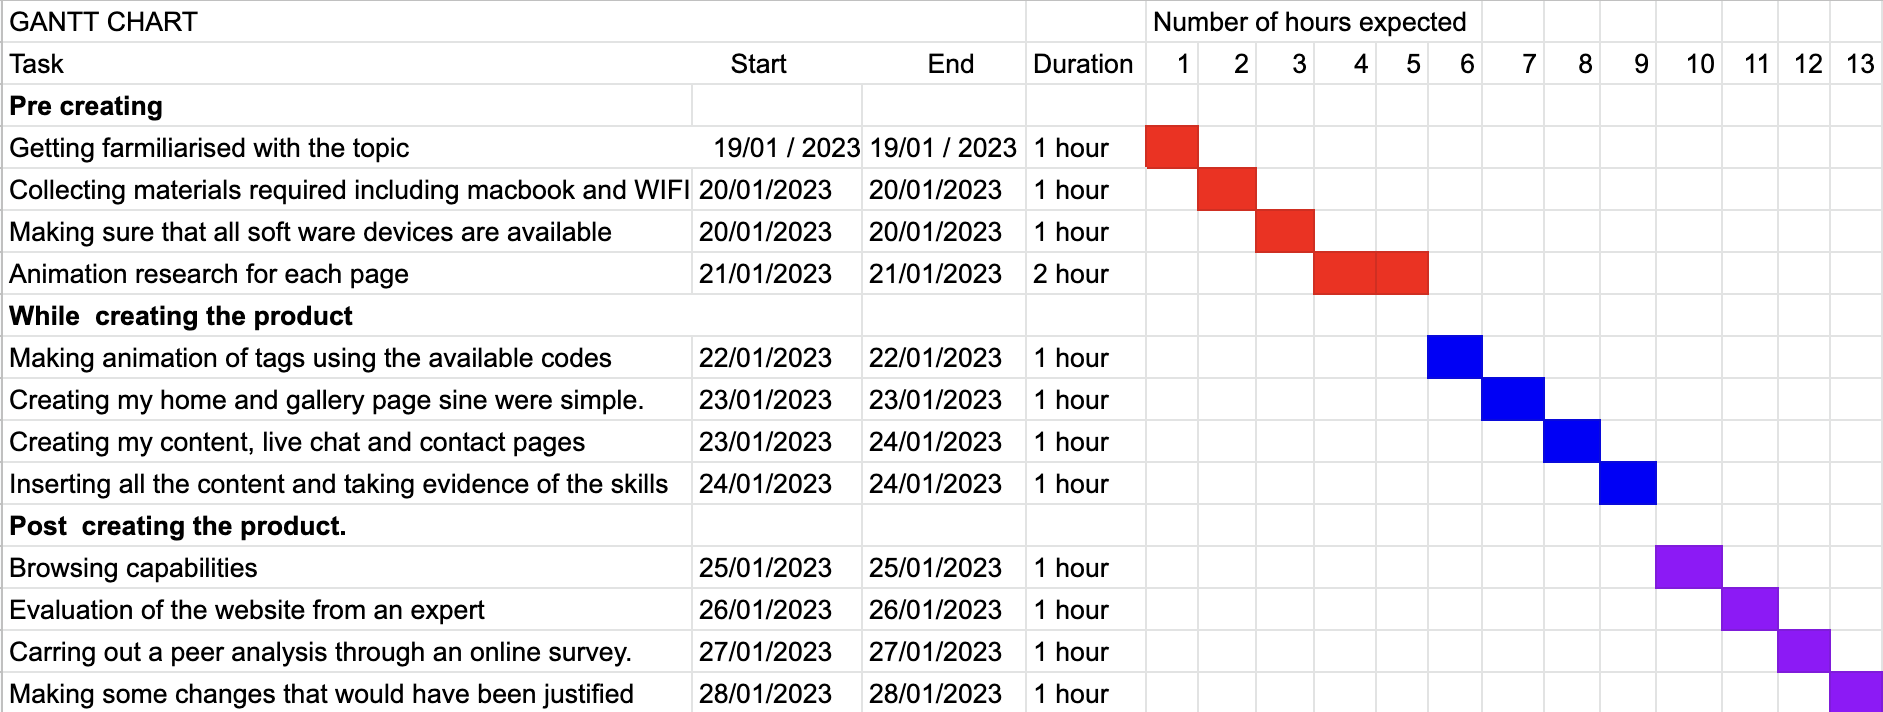 GANTT CHART Number of hours expected
Task Start End Duration 1 2 3 4 5 6 7 8 9 10 11 12 13
Pre creating
Getting farmiliarised with the topic 19/01 / 2023 19/01 / 2023 1 hour
Collecting materials required including macbook and WIFI 20/01/2023 20/01/2023 1 hour
Making sure that all soft ware devices are available 20/01/2023 20/01/2023 1 hour
Animation research for each page 21/01/2023 21/01/2023 2 hour
While  creating the product
Making animation of tags using the available codes 22/01/2023 22/01/2023 1 hour
Creating my home and gallery page sine were simple. 23/01/2023 23/01/2023 1 hour
Creating my content, live chat and contact pages 23/01/2023 24/01/2023 1 hour
Inserting all the content and taking evidence of the skills 24/01/2023 24/01/2023 1 hour
Post  creating the product.
Browsing capabilities 25/01/2023 25/01/2023 1 hour
Evaluation of the website from an expert 26/01/2023 26/01/2023 1 hour
Carring out a peer analysis through an online survey. 27/01/2023 27/01/2023 1 hour
Making some changes that would have been justified 28/01/2023 28/01/2023 1 hour